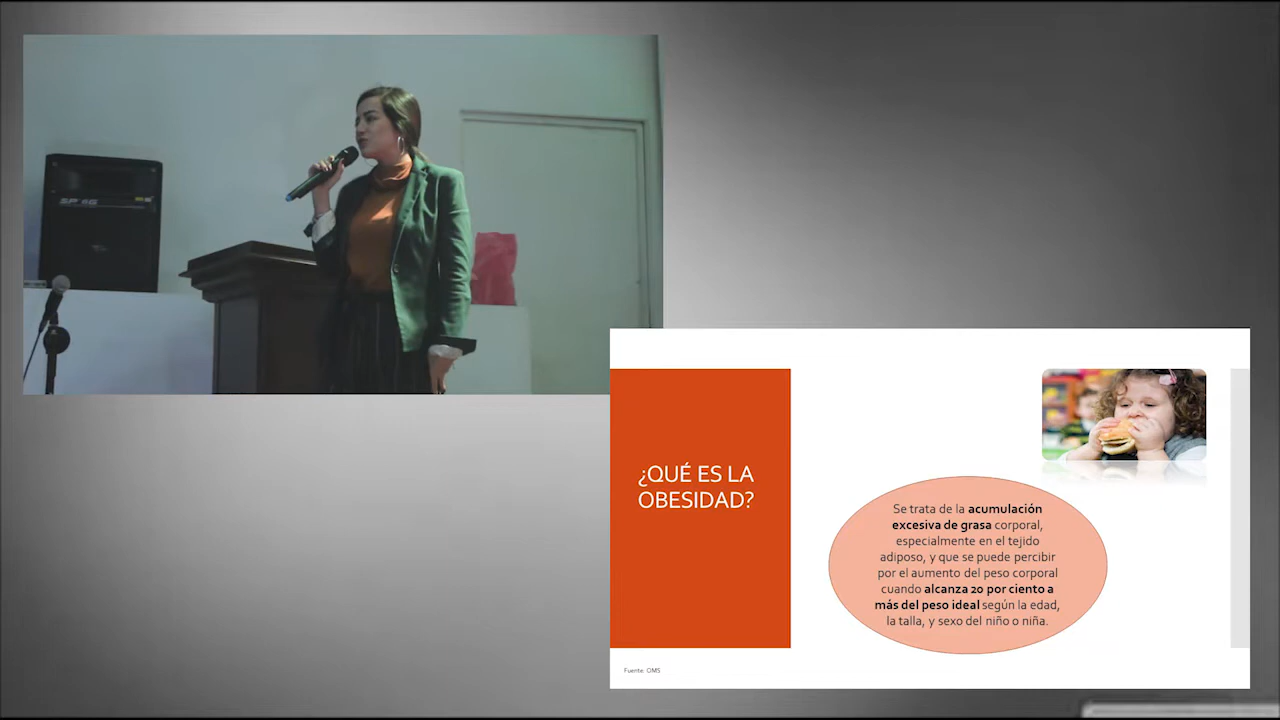 ¿QUÉ ES LA
OBESIDAD?
Se trata de la acumulación
excesiva de grasa corporal,
especialmente en el tejido
adiposo, y que se puede percibir
por el aumento del peso corporal
cuando alcanza 20 por ciento a
más del peso ideal según la edad,
la talla, y sexo del niño o niña.
Fuente: OMS